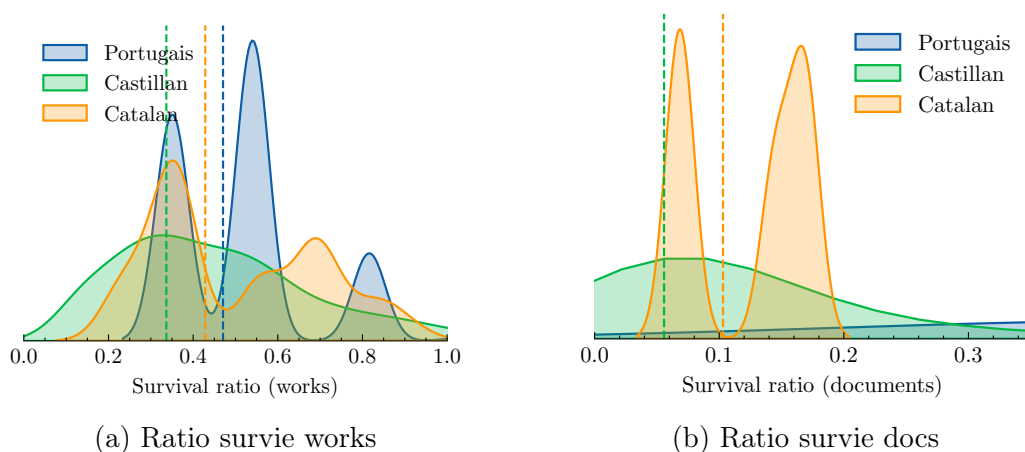 Portugais
Castillan
Catalan
0.0 0.2 0.4 0.6 0.8 1.0
Survival ratio (works)
(a) Ratio survie works
Portugais
Castillan
Catalan
0.0 0.1 0.2 0.3
Survival ratio (documents)
(b) Ratio survie docs